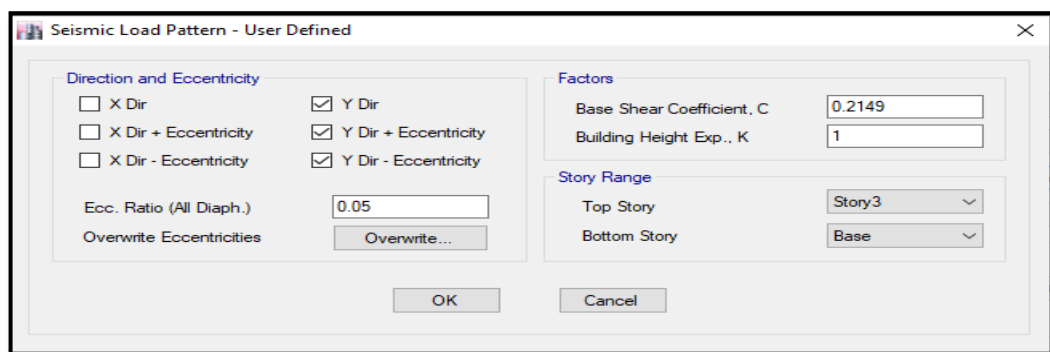 Seismic Load Pattern - User Defined
Direction and Eccentricity
X Dir
Y Dir
X Dir + Eccentricity
Y Dir + Eccentricity
X Dir - Eccentricity
Y Dir - Eccentricity
Ecc. Ratio (All Diaph.)
0.05
Overwrite Eccentricities
Overwrite...
Factors
Base Shear Coefficient, C
0.2149
Building Height Exp., K
1
Story Range
Top Story
Story3
Bottom Story
Base
OK
Cancel